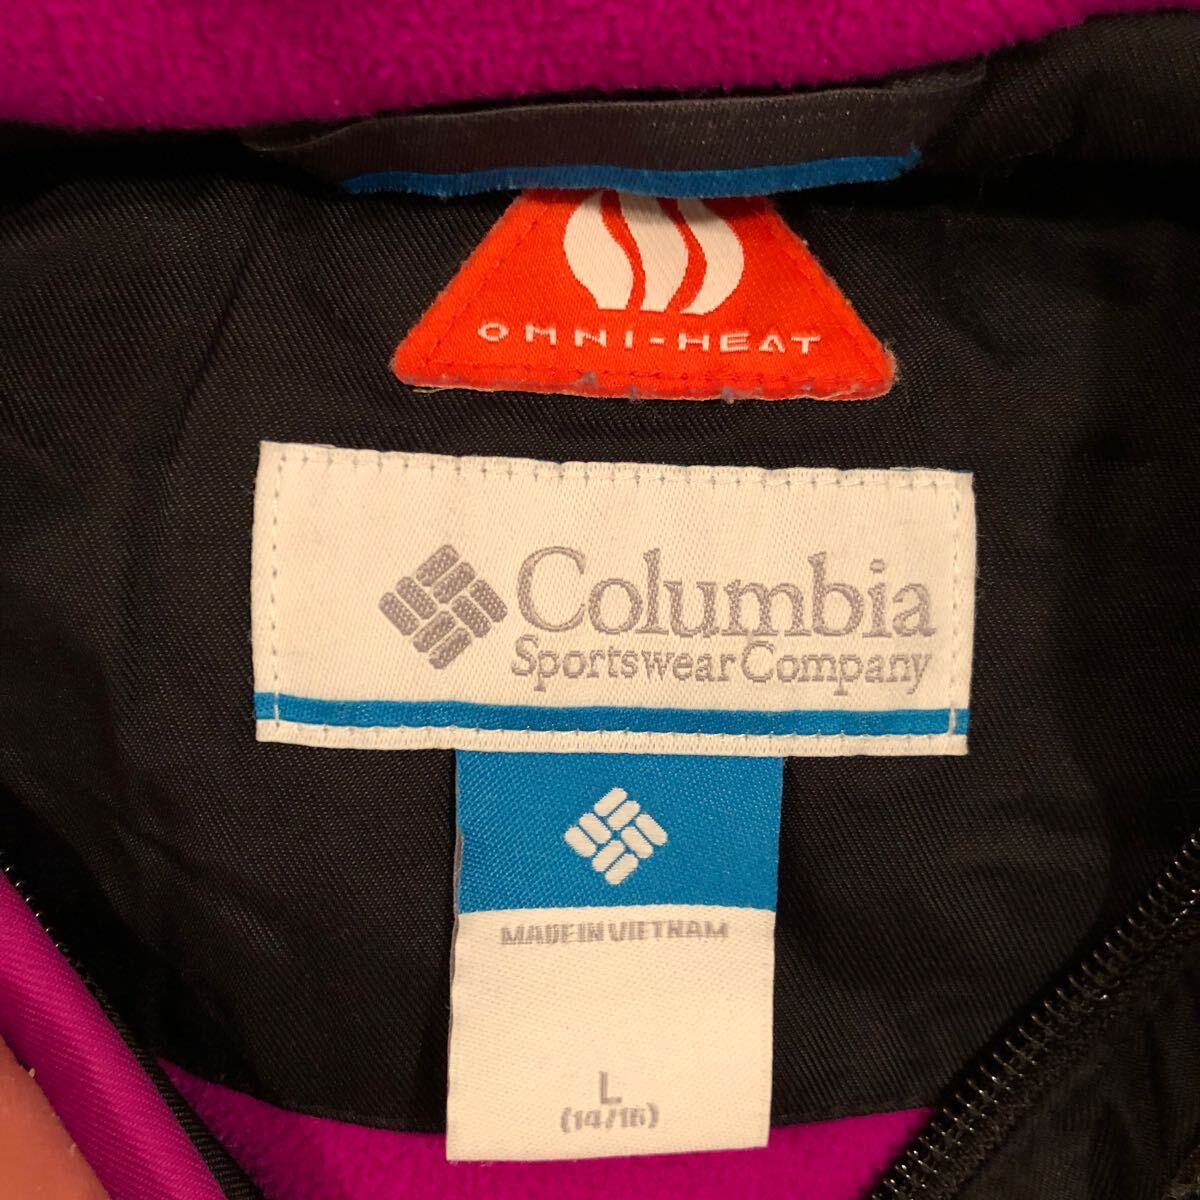 OMNI-HEAT
Columbia
Sportswear Company
MADE IN VIETNAM
L
(14/16)